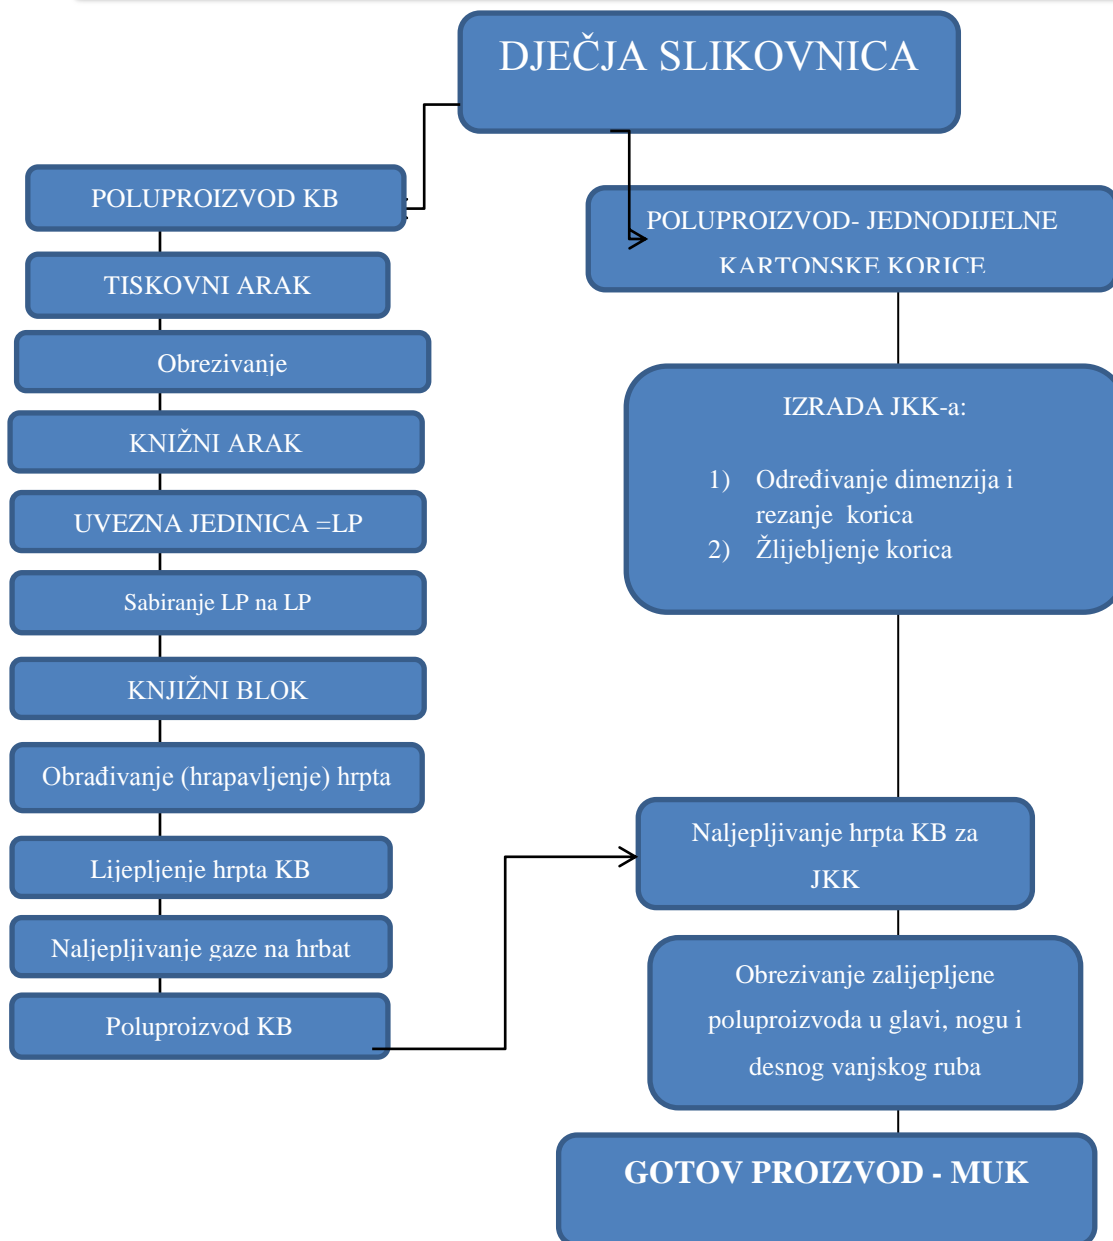 DJEČJA SLIKOVNICA
POLUPROIZVOD KB
TISKOVNI ARAK
Obrezivanje
KNIŽNI ARAK
UVEZNA JEDINICA =LP
Sabiranje LP na LP
KNJIŽNI BLOK
Obrađivanje (hrapavljenje) hrpta
Lijepljenje hrpta KB
Naljepljivanje gaze na hrbat
Poluproizvod KB
POLUPROIZVOD- JEDNODIJELNE
KARTONSKE KORICE
IZRADA JKK-a:
1) Određivanje dimenzija i
rezanje korica
2) Žlijebljenje korica
Naljepljivanje hrpta KB za
JKK
Obrezivanje zalijepljene
poluproizvoda u glavi, nogu i
desnog vanjskog ruba
GOTOV PROIZVOD - MUK